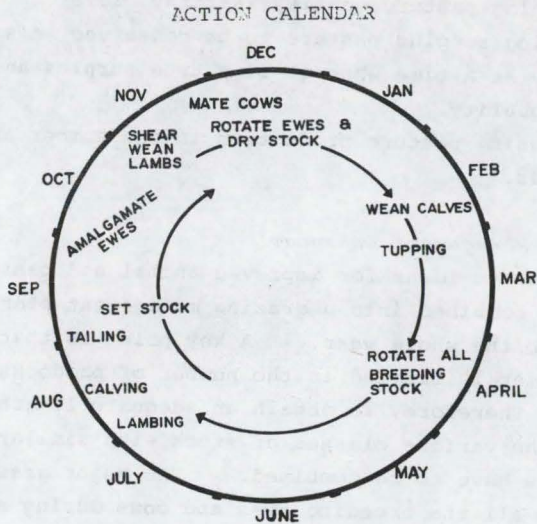 ACTION CALENDAR
DEC
NOV
JAN
MATE COWS
ROTATE EWES &
DRY STOCK
SHEAR
WEAN
LAMBS
OCT
FEB
WEAN CALVES
AMALGAMATE
EWES
TUPPING
SEP
MAR
SET STOCK
TAILING
ROTATE ALL
BREEDING
STOCK
APRIL
CALVING
AUG
LAMBING
JULY
MAY
JUNE